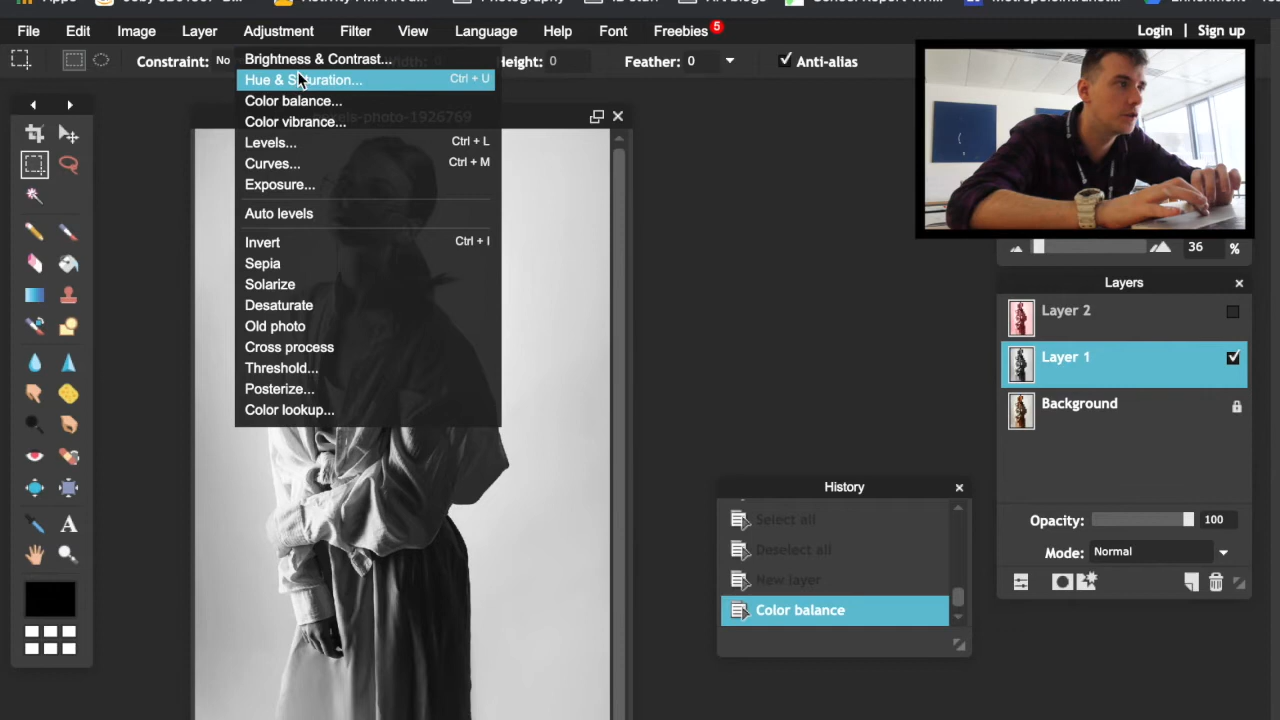 File Edit Image Layer Adjustment Filter View Language Help Font Freebies 5 Login | Sign up
Constraint: No Height: 0 Feather: 0 Anti-alias
Brightness & Contrast...
Hue & Saturation... Ctrl + U
Color balance...
Color vibrance...
Levels... Ctrl + L
Curves... Ctrl + M
Exposure...
Auto levels
Invert Ctrl + I
Sepia
Solarize
Desaturate
Old photo
Cross process
Threshold...
Posterize...
Color lookup...
36 %
Layers
Layer 2
Layer 1
Background
Opacity: 100
Mode: Normal
History
Select all
Deselect all
New layer
Color balance
A